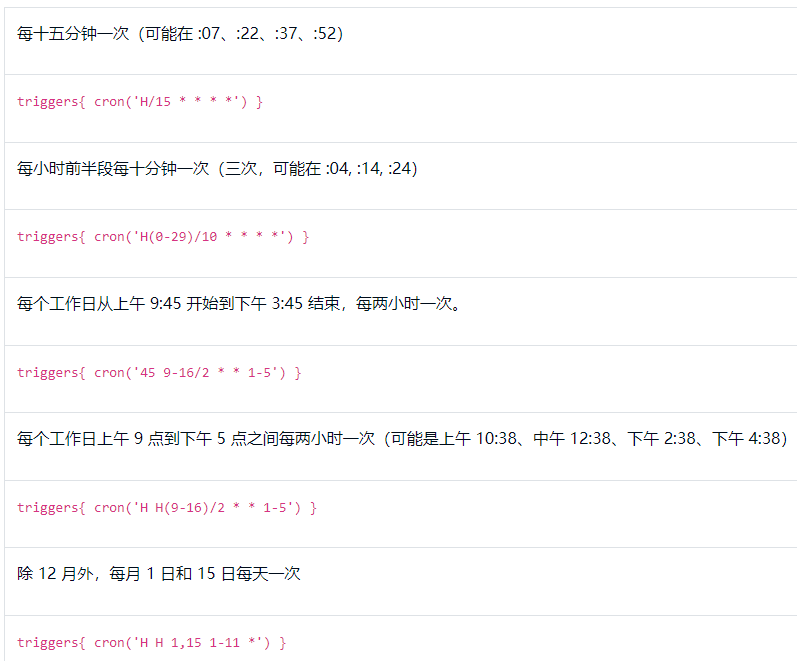 每十五分钟一次（可能在 :07、:22、:37、:52）
triggers{ cron('H/15 * * * *') }
每小时前半段每十分钟一次（三次，可能在 :04, :14, :24）
triggers{ cron('H(0-29)/10 * * * *') }
每个工作日从上午 9:45 开始到下午 3:45 结束，每两小时一次。
triggers{ cron('45 9-16/2 * * 1-5') }
每个工作日上午 9 点到下午 5 点之间每两小时一次（可能是上午 10:38、中午 12:38、下午 2:38、下午 4:38）
triggers{ cron('H H(9-16)/2 * * 1-5') }
除 12 月外，每月 1 日和 15 日每天一次
triggers{ cron('H H 1,15 1-11 *') }